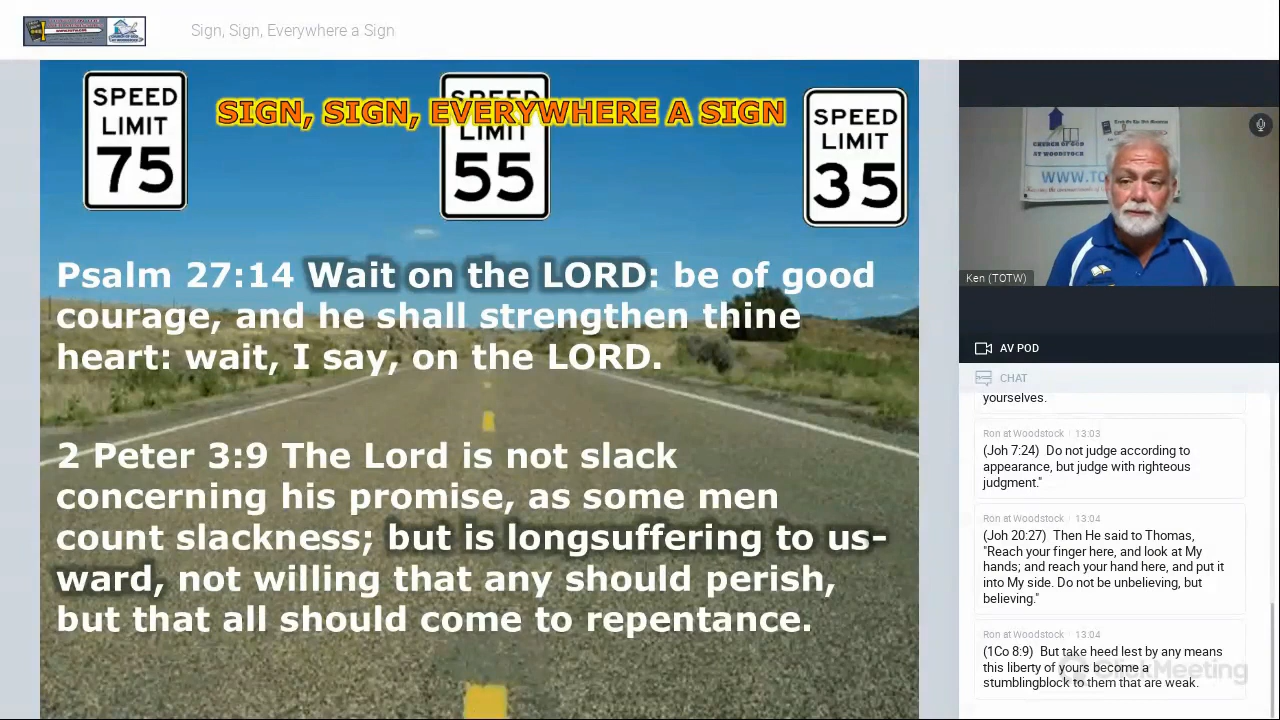 Sign, Sign, Everywhere a Sign
SPEED
LIMIT
75
SPEED
LIMIT
55
SPEED
LIMIT
35
SIGN, SIGN, EVERYWHERE A SIGN
Psalm 27:14 Wait on the LORD: be of good
courage, and he shall strengthen thine
heart: wait, I say, on the LORD.
2 Peter 3:9 The Lord is not slack
concerning his promise, as some men
count slackness; but is longsuffering to us-
ward, not willing that any should perish,
but that all should come to repentance.
CHURCH OF GOD
AT WOODSTOCK
WWW.TO
Ken (TOTW)
AV POD
CHAT
yourselves.
Ron at Woodstock 13:03
(Joh 7:24) Do not judge according to
appearance, but judge with righteous
judgment."
Ron at Woodstock 13:04
(Joh 20:27) Then He said to Thomas,
"Reach your finger here, and look at My
hands; and reach your hand here, and put it
into My side. Do not be unbelieving, but
believing."
Ron at Woodstock 13:04
(1Co 8:9) But take heed lest by any means
this liberty of yours become a
stumblingblock to them that are weak.
ClickMeeting